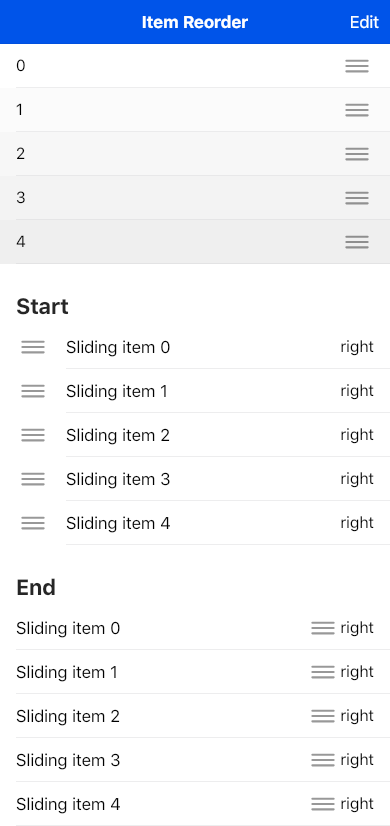 Item Reorder Edit
0
1
2
3
4
Start
Sliding item 0 right
Sliding item 1 right
Sliding item 2 right
Sliding item 3 right
Sliding item 4 right
End
Sliding item 0 right
Sliding item 1 right
Sliding item 2 right
Sliding item 3 right
Sliding item 4 right